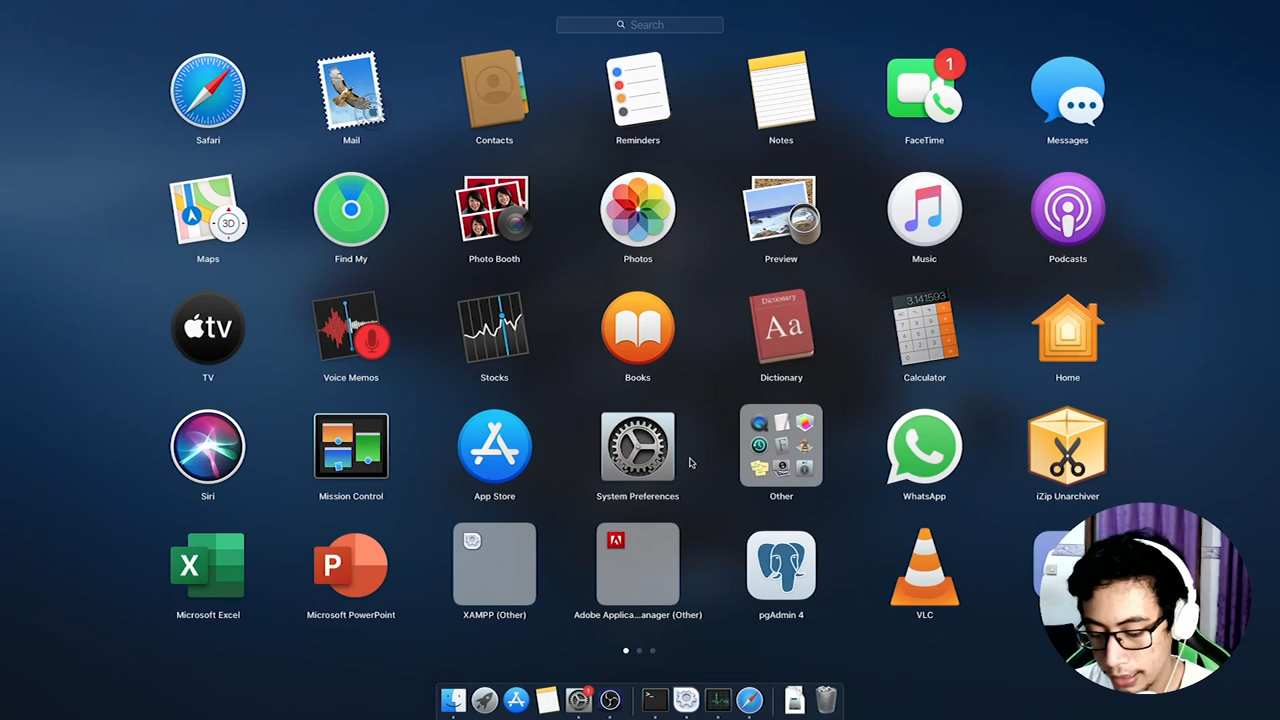 Search
1
Safari
Mail
Contacts
Reminders
Notes
FaceTime
Messages
3D
Maps
Find My
Photo Booth
Photos
Preview
Music
Podcasts
tv
Dictionary
Aa
3.141593
TV
Voice Memos
Stocks
Books
Dictionary
Calculator
Home
Siri
Mission Control
App Store
System Preferences
Other
WhatsApp
iZip Unarchiver
X
P
Microsoft Excel
Microsoft PowerPoint
XAMPP (Other)
Adobe Applica...anager (Other)
pgAdmin 4
VLC
1